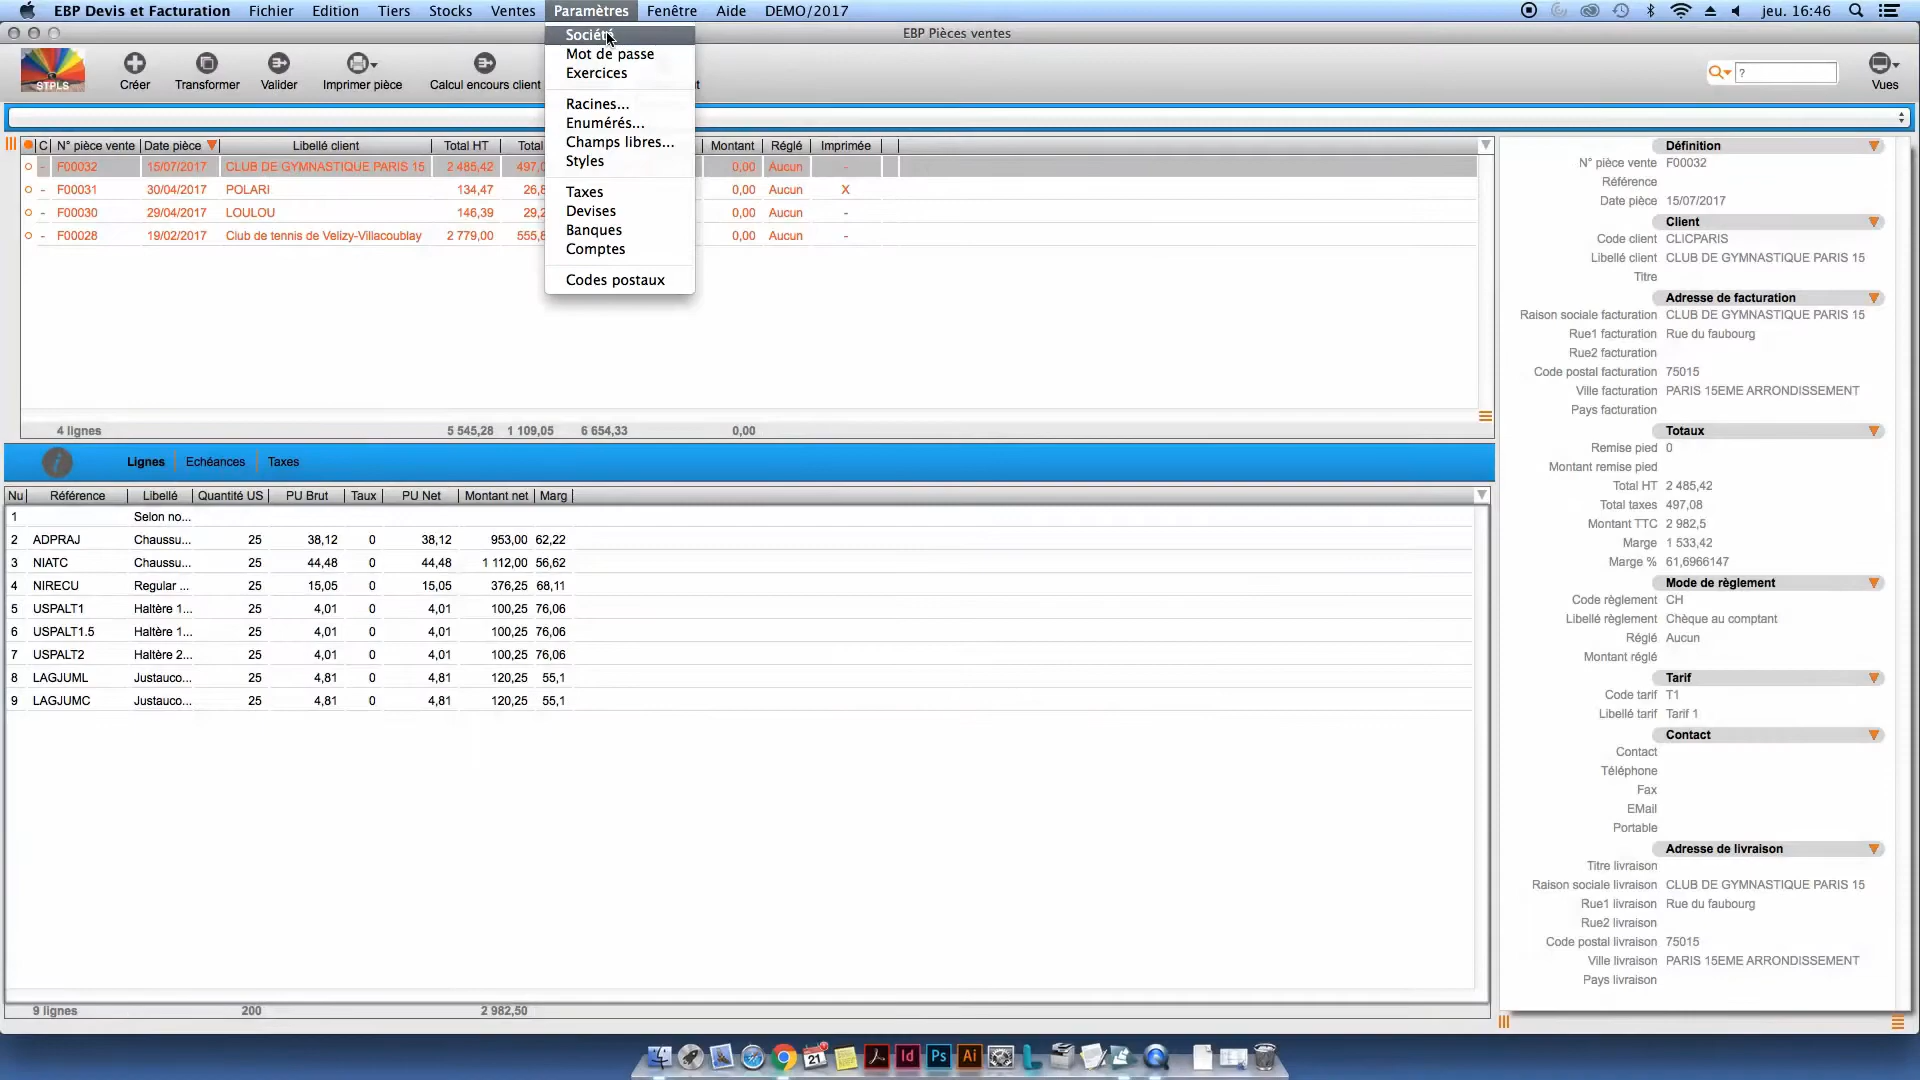 EBP Devis et Facturation Fichier Edition Tiers Stocks Ventes Paramètres Fenêtre Aide DEMO/2017 jeu. 16:46
EBP Pièces ventes
STPLS Créer Transformer Valider Imprimer pièce Calcul encours client ? Vues
Société
Mot de passe
Exercices
Racines...
Enumérés...
Champs libres...
Styles
Taxes
Devises
Banques
Comptes
Codes postaux
C N° pièce vente Date pièce Libellé client Total HT Total Montant Réglé Imprimée
- F00032 15/07/2017 CLUB DE GYMNASTIQUE PARIS 15 2 485,42 497,0 0,00 Aucun -
- F00031 30/04/2017 POLARI 134,47 26,8 0,00 Aucun X
- F00030 29/04/2017 LOULOU 146,39 29,2 0,00 Aucun -
- F00028 19/02/2017 Club de tennis de Velizy-Villacoublay 2 779,00 555,8 0,00 Aucun -
4 lignes 5 545,28 1 109,05 6 654,33 0,00
Lignes Echéances Taxes
Nu Référence Libellé Quantité US PU Brut Taux PU Net Montant net Marg
1 Selon no...
2 ADPRAJ Chaussu... 25 38,12 0 38,12 953,00 62,22
3 NIATC Chaussu... 25 44,48 0 44,48 1 112,00 56,62
4 NIRECU Regular ... 25 15,05 0 15,05 376,25 68,11
5 USPALT1 Haltère 1... 25 4,01 0 4,01 100,25 76,06
6 USPALT1.5 Haltère 1... 25 4,01 0 4,01 100,25 76,06
7 USPALT2 Haltère 2... 25 4,01 0 4,01 100,25 76,06
8 LAGJUML Justauco... 25 4,81 0 4,81 120,25 55,1
9 LAGJUMC Justauco... 25 4,81 0 4,81 120,25 55,1
9 lignes 200 2 982,50
Définition
N° pièce vente F00032
Référence
Date pièce 15/07/2017
Client
Code client CLICPARIS
Libellé client CLUB DE GYMNASTIQUE PARIS 15
Titre
Adresse de facturation
Raison sociale facturation CLUB DE GYMNASTIQUE PARIS 15
Rue1 facturation Rue du faubourg
Rue2 facturation
Code postal facturation 75015
Ville facturation PARIS 15EME ARRONDISSEMENT
Pays facturation
Totaux
Remise pied 0
Montant remise pied
Total HT 2 485,42
Total taxes 497,08
Montant TTC 2 982,5
Marge 1 533,42
Marge % 61,6966147
Mode de règlement
Code règlement CH
Libellé règlement Chèque au comptant
Réglé Aucun
Montant réglé
Tarif
Code tarif T1
Libellé tarif Tarif 1
Contact
Contact
Téléphone
Fax
EMail
Portable
Adresse de livraison
Titre livraison
Raison sociale livraison CLUB DE GYMNASTIQUE PARIS 15
Rue1 livraison Rue du faubourg
Rue2 livraison
Code postal livraison 75015
Ville livraison PARIS 15EME ARRONDISSEMENT
Pays livraison
21 Id Ps Ai